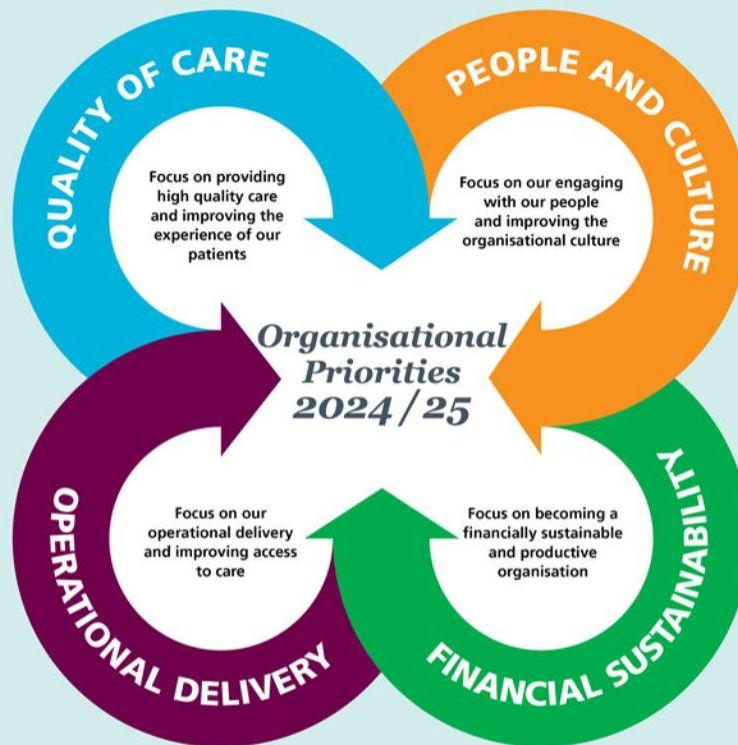 QUALITY OF CARE
Focus on providing
high quality care
and improving the
experience of our
patients
PEOPLE AND CULTURE
Focus on our engaging
with our people
and improving the
organisational culture
Organisational
Priorities
2024/25
OPERATIONAL DELIVERY
Focus on our
operational delivery
and improving access
to care
FINANCIAL SUSTAINABILITY
Focus on becoming a
financially sustainable
and productive
organisation